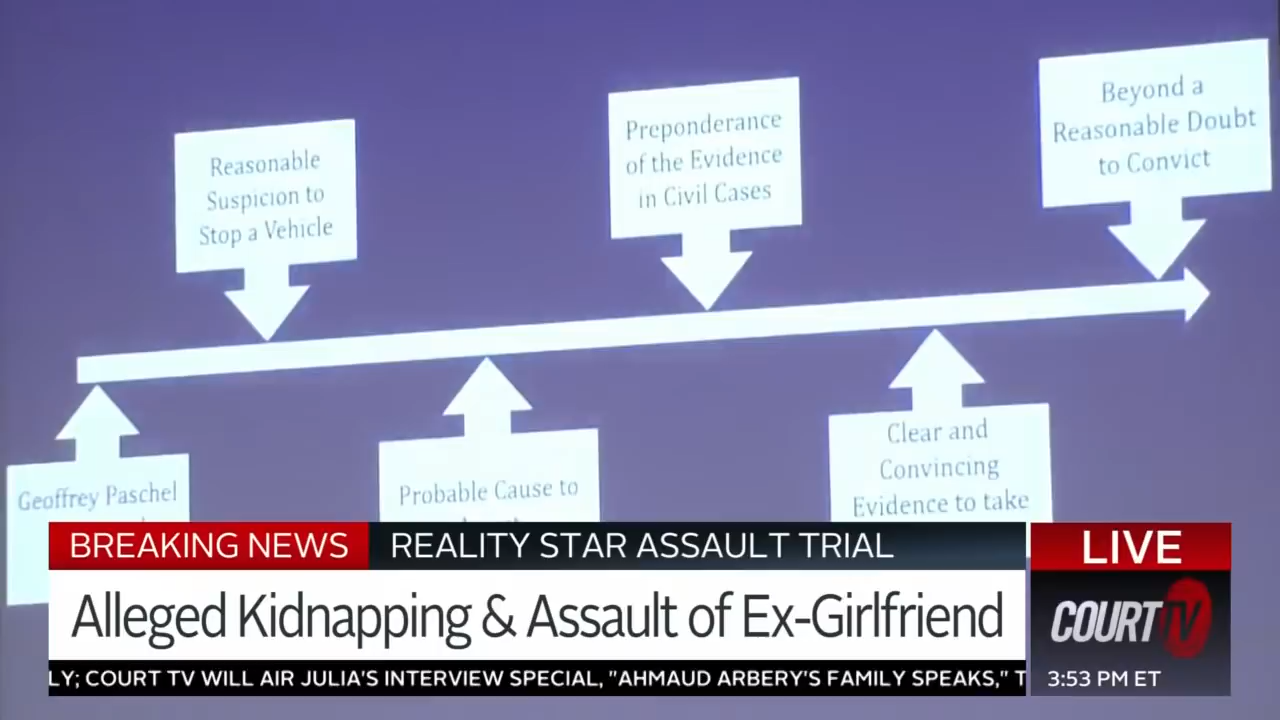 Reasonable
Suspicion to
Stop a Vehicle
Preponderance
of the Evidence
in Civil Cases
Beyond a
Reasonable Doubt
to Convict
Geoffrey Paschel
Probable Cause to
Clear and
Convincing
Evidence to take
BREAKING NEWS
REALITY STAR ASSAULT TRIAL
LIVE
Alleged Kidnapping & Assault of Ex-Girlfriend
COURT TV
LY; COURT TV WILL AIR JULIA'S INTERVIEW SPECIAL, "AHMAUD ARBERY'S FAMILY SPEAKS," T
3:53 PM ET